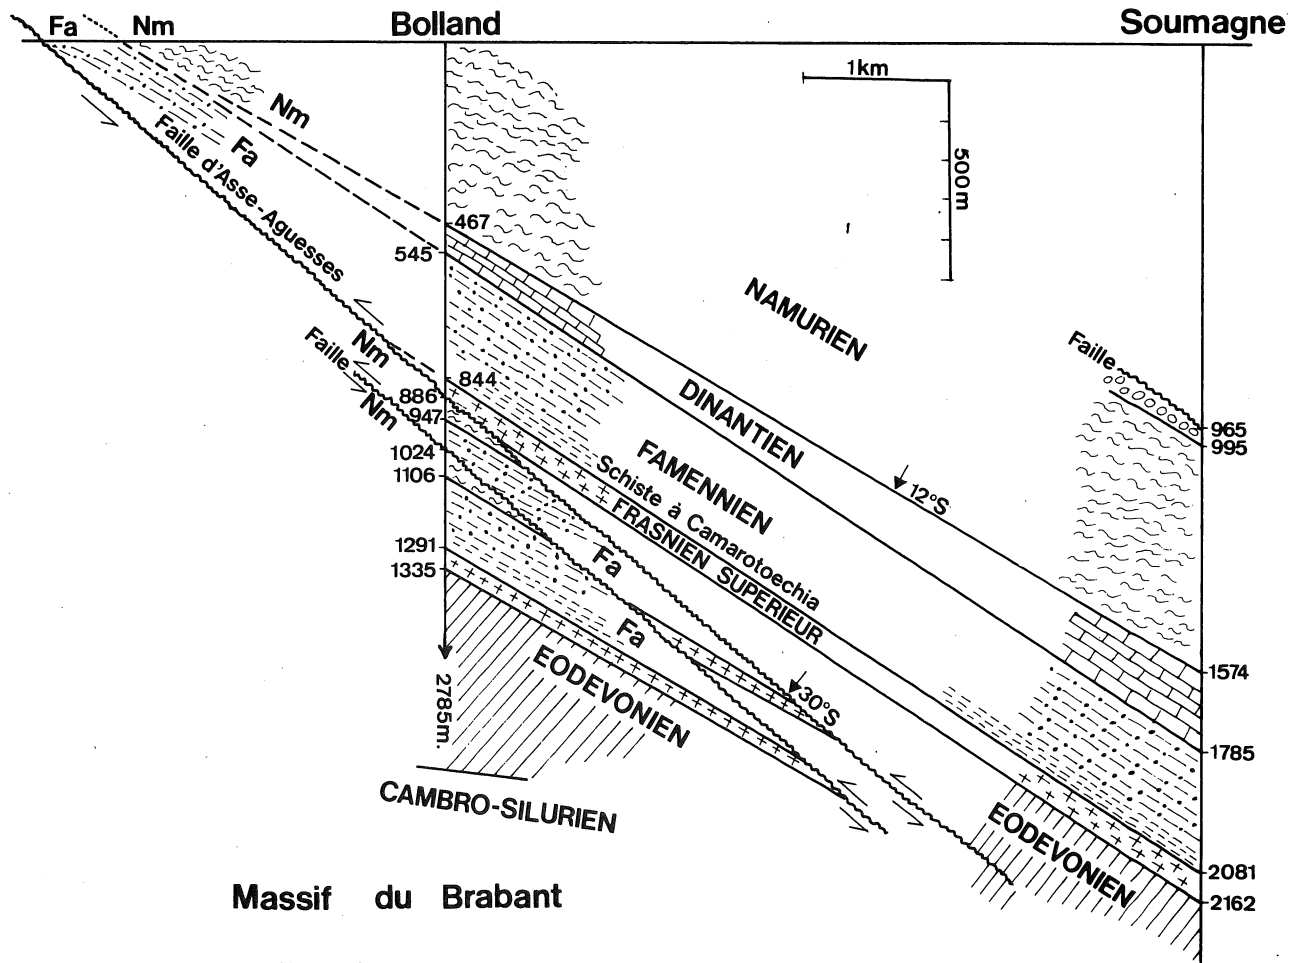 Fa Nm Bolland Soumagne
1km
500m
Nm
Fa
Faille d'Asse-Aguesses
467
545
NAMURIEN
Faille
Nm
Faille
844
886
Nm
947
DINANTIEN
965
995
1024
FAMENNIEN
1106
Schiste à Camarotoechia
12°S
FRASNIEN SUPERIEUR
1291
1335
Fa
Fa
EODEVONIEN
30°S
1574
2785m.
1785
CAMBRO-SILURIEN
EODEVONIEN
2081
2162
Massif du Brabant